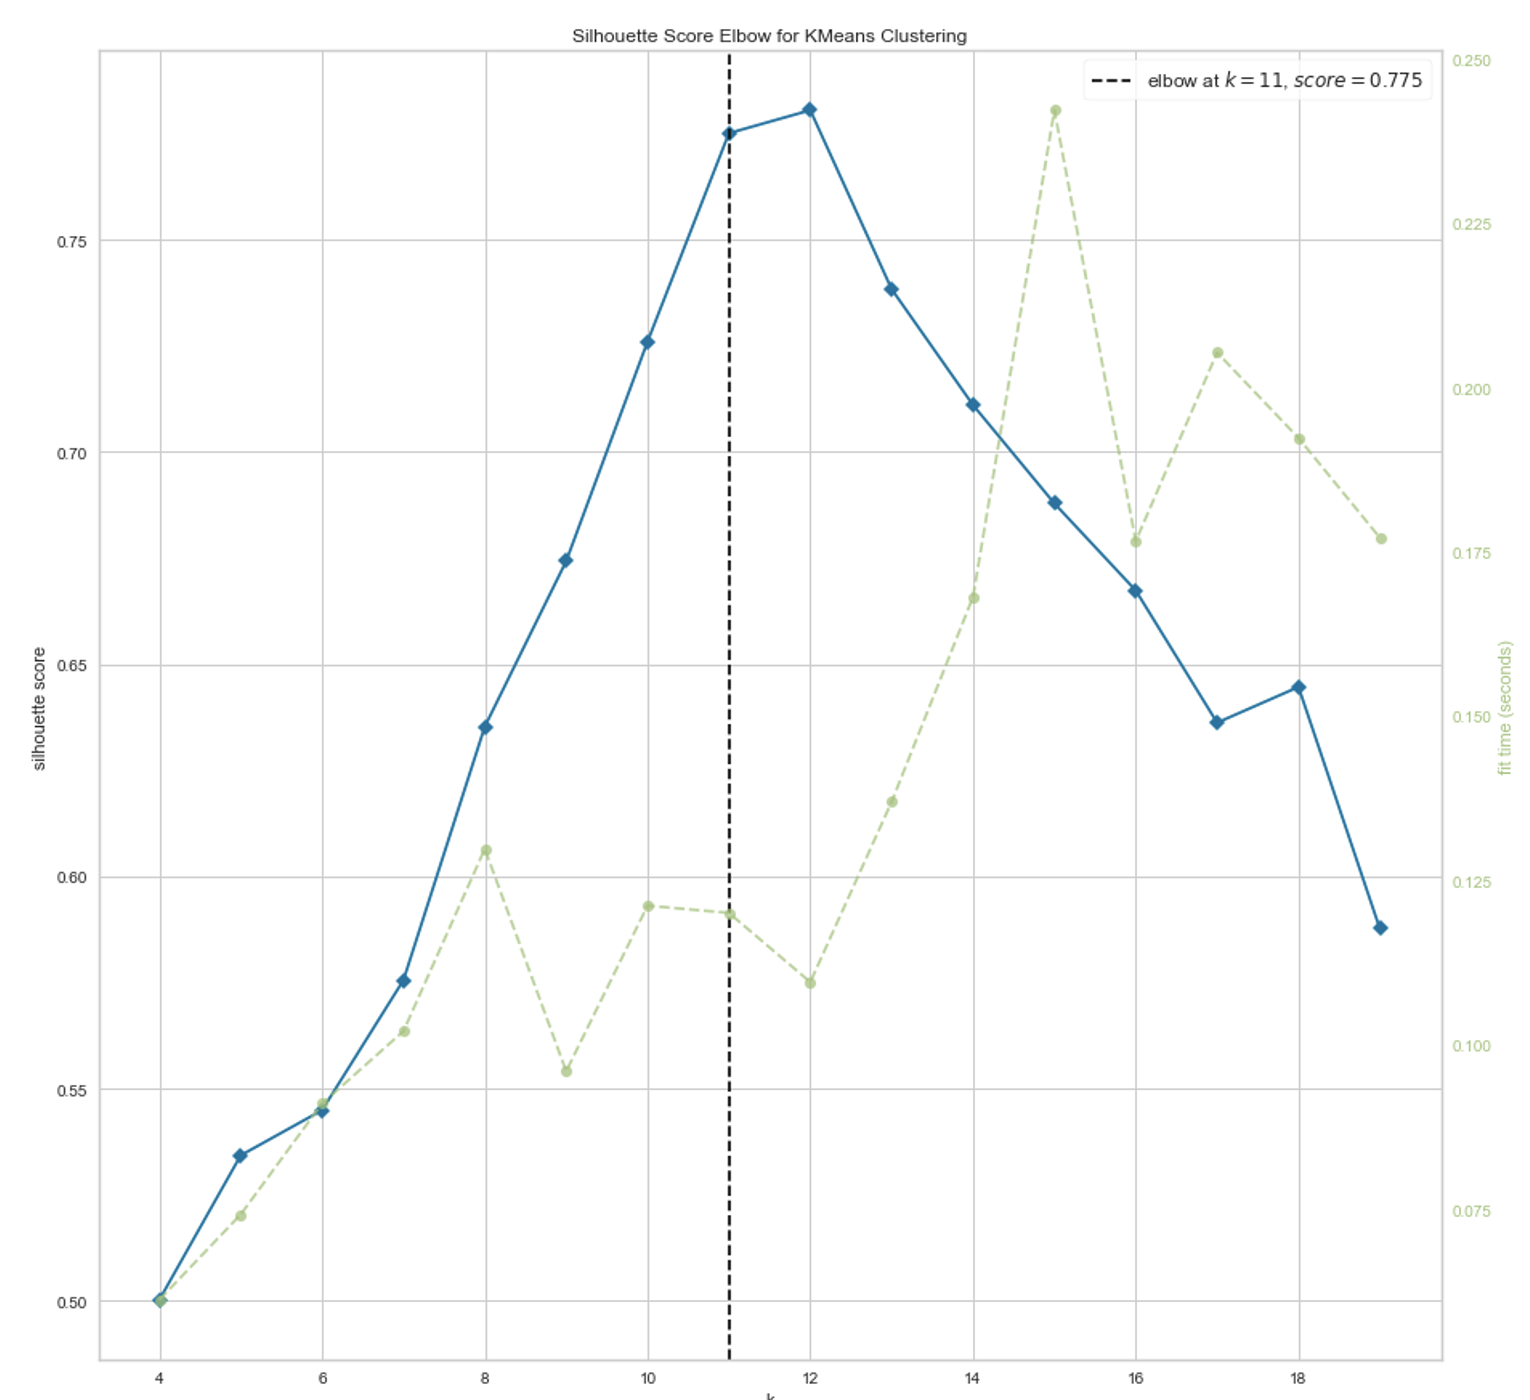 Silhouette Score Elbow for KMeans Clustering
elbow at k = 11, score = 0.775
0.75
0.70
0.65
0.60
0.55
0.50
silhouette score
0.250
0.225
0.200
0.175
0.150
0.125
0.100
0.075
fit time (seconds)
4 6 8 10 12 14 16 18